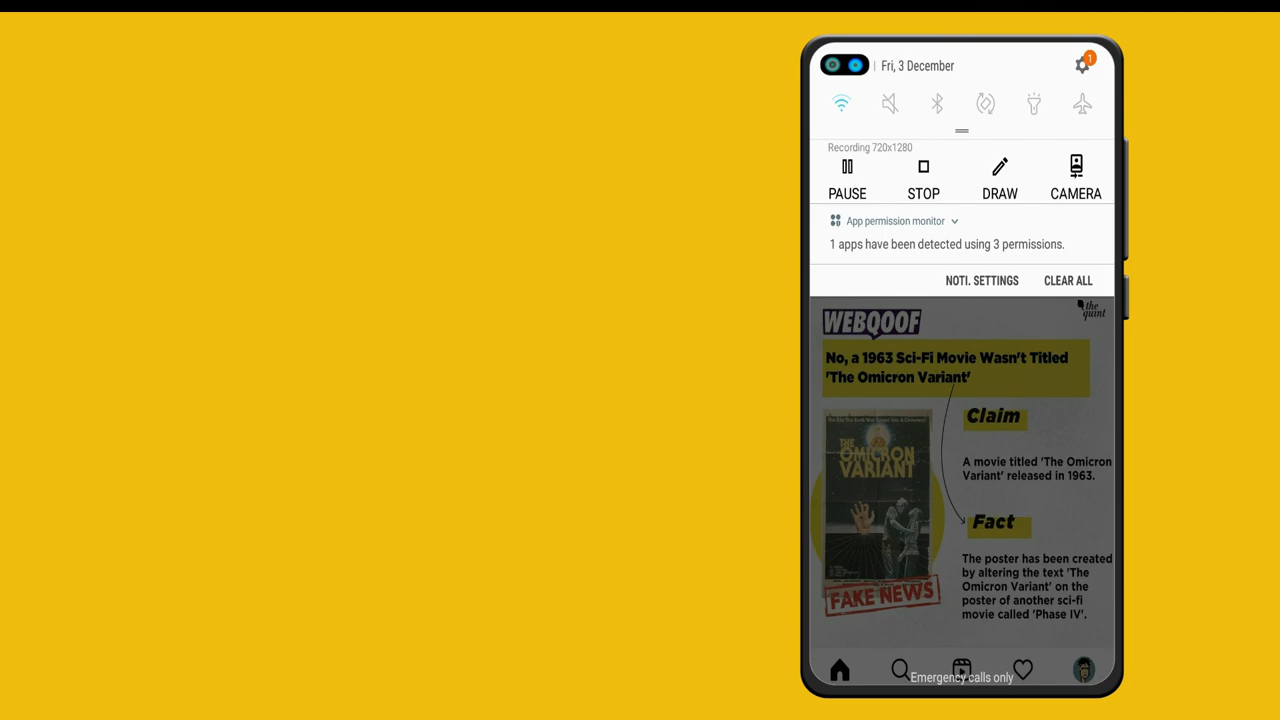 Fri, 3 December
1
Recording 720x1280
PAUSE
STOP
DRAW
CAMERA
App permission monitor
1 apps have been detected using 3 permissions.
NOTI. SETTINGS
CLEAR ALL
the
quint
WEBQOOF
No, a 1963 Sci-Fi Movie Wasn't Titled
'The Omicron Variant'
THE
OMICRON
VARIANT
FAKE NEWS
Claim
A movie titled 'The Omicron
Variant' released in 1963.
Fact
The poster has been created
by altering the text 'The
Omicron Variant' on the
poster of another sci-fi
movie called 'Phase IV'.
Emergency calls only